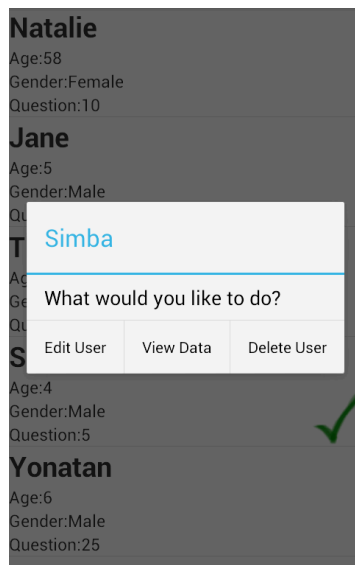 Natalie
Age:58
Gender:Female
Question:10
Jane
Age:5
Gender:Male
Simba
What would you like to do?
Edit User
View Data
Delete User
Age:4
Gender:Male
Question:5
Yonatan
Age:6
Gender:Male
Question:25